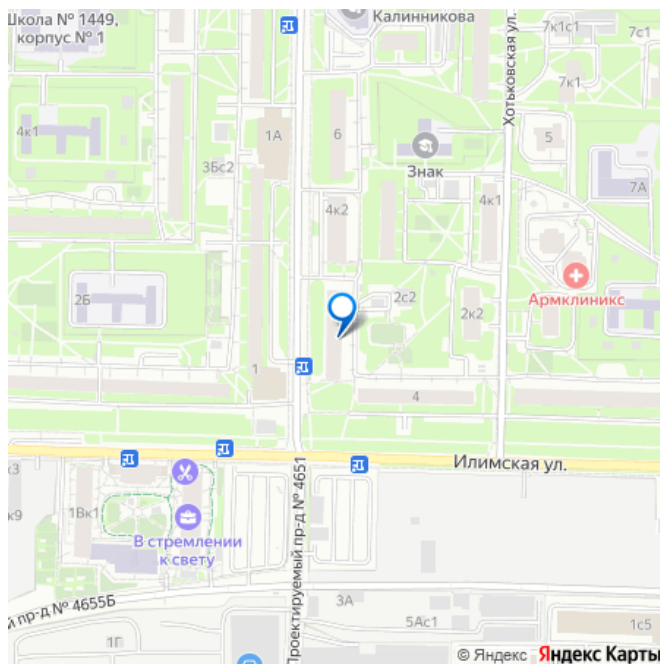 Школа № 1449,
корпус № 1
Калинникова
7к1с1
7с1
7к1
Хотьковская ул.
4к1
1А
6
3Бс2
Знак
5
7А
4к2
4к1
Армклиникс
2Б
2с2
2к2
1
4
Илимская ул.
к3
к9
1Вк1
В стремлении
к свету
Проектируемый пр-д № 4651
й пр-д № 4655Б
3А
5Ас1
1с5
1Г
© Яндекс Яндекс Карты